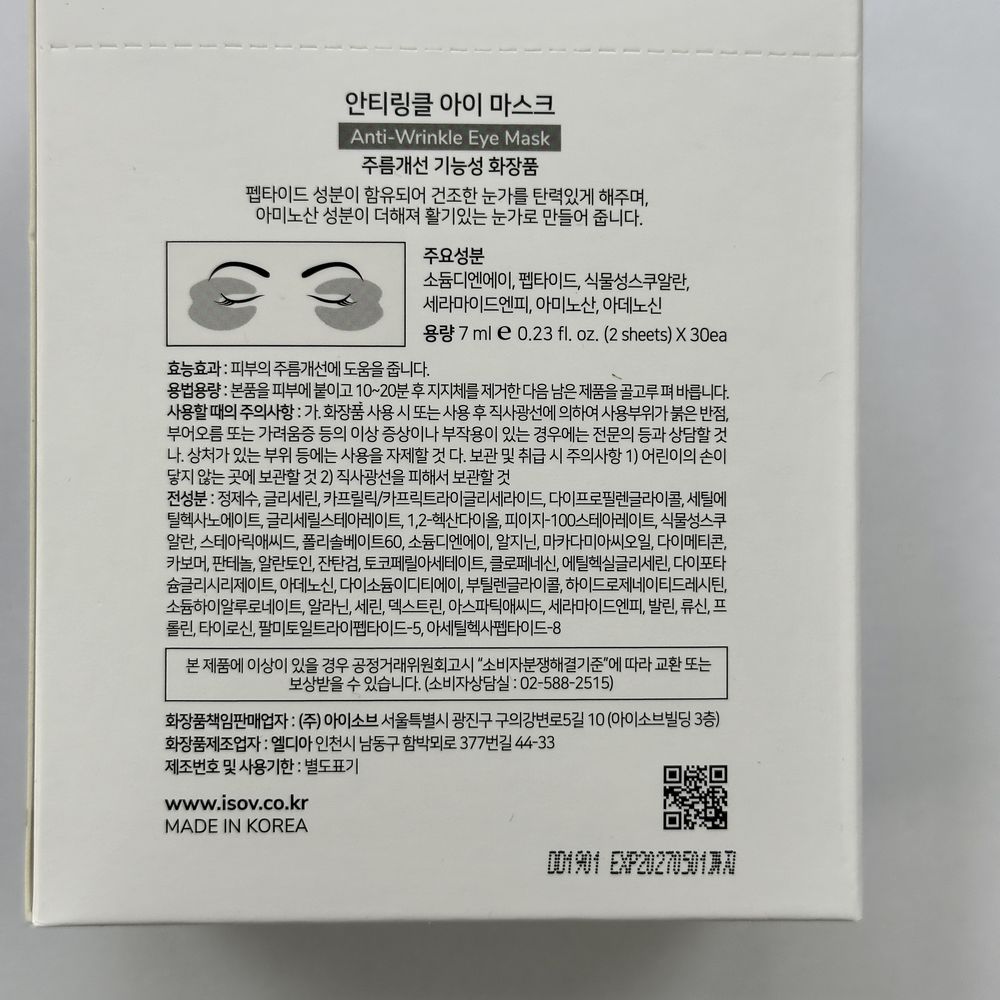 안티링클 아이 마스크
Anti-Wrinkle Eye Mask
주름개선 기능성 화장품
펩타이드 성분이 함유되어 건조한 눈가를 탄력있게 해주며,
아미노산 성분이 더해져 활기있는 눈가로 만들어 줍니다.
주요성분
소듐디엔에이, 펩타이드, 식물성스쿠알란,
세라마이드엔피, 아미노산, 아데노신
용량 7 ml ℮ 0.23 fl. oz. (2 sheets) X 30ea
효능효과 : 피부의 주름개선에 도움을 줍니다.
용법용량 : 본품을 피부에 붙이고 10~20분 후 지지체를 제거한 다음 남은 제품을 골고루 펴 바릅니다.
사용할 때의 주의사항 : 가. 화장품 사용 시 또는 사용 후 직사광선에 의하여 사용부위가 붉은 반점,
부어오름 또는 가려움증 등의 이상 증상이나 부작용이 있는 경우에는 전문의 등과 상담할 것
나. 상처가 있는 부위 등에는 사용을 자제할 것 다. 보관 및 취급 시 주의사항 1) 어린이의 손이
닿지 않는 곳에 보관할 것 2) 직사광선을 피해서 보관할 것
전성분 : 정제수, 글리세린, 카프릴릭/카프릭트라이글리세라이드, 다이프로필렌글라이콜, 세틸에
틸헥사노에이트, 글리세릴스테아레이트, 1,2-헥산다이올, 피이지-100스테아레이트, 식물성스쿠
알란, 스테아릭애씨드, 폴리솔베이트60, 소듐디엔에이, 알지닌, 마카다미아씨오일, 다이메티콘,
카보머, 판테놀, 알란토인, 잔탄검, 토코페릴아세테이트, 클로페네신, 에틸헥실글리세린, 다이포타
슘글리시리제이트, 아데노신, 다이소듐이디티에이, 부틸렌글라이콜, 하이드로제네이티드레시틴,
소듐하이알루로네이트, 알라닌, 세린, 덱스트린, 아스파틱애씨드, 세라마이드엔피, 발린, 류신, 프
롤린, 타이로신, 팔미토일트라이펩타이드-5, 아세틸헥사펩타이드-8
본 제품에 이상이 있을 경우 공정거래위원회고시 "소비자분쟁해결기준"에 따라 교환 또는
보상받을 수 있습니다. (소비자상담실 : 02-588-2515)
화장품책임판매업자 : (주) 아이소브 서울특별시 광진구 구의강변로5길 10 (아이소브빌딩 3층)
화장품제조업자 : 엘디아 인천시 남동구 함박뫼로 377번길 44-33
제조번호 및 사용기한 : 별도표기
www.isov.co.kr
MADE IN KOREA
DD1901 EXP20270501까지